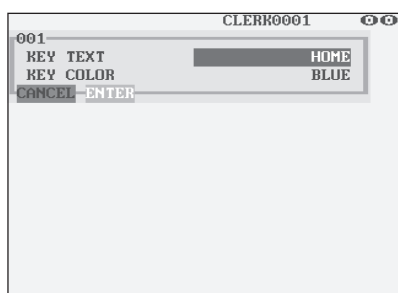 CLERK0001
001
KEY TEXT HOME
KEY COLOR BLUE
CANCEL ENTER